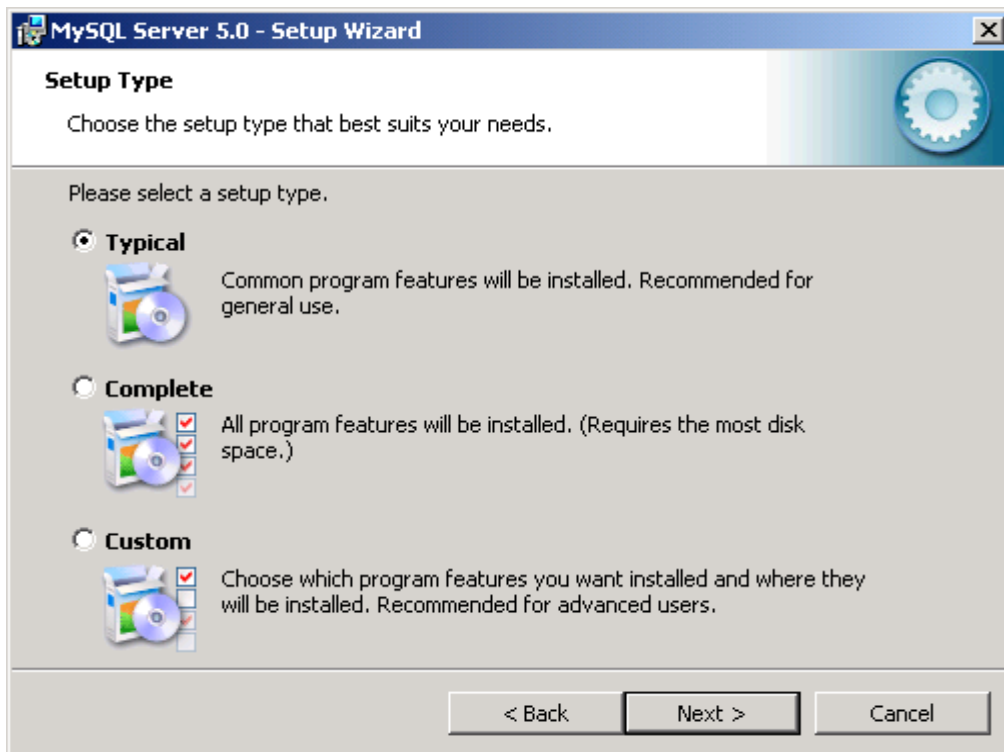 MySQL Server 5.0 - Setup Wizard
Setup Type
Choose the setup type that best suits your needs.
Please select a setup type.
Typical
Common program features will be installed. Recommended for
general use.
Complete
All program features will be installed. (Requires the most disk
space.)
Custom
Choose which program features you want installed and where they
will be installed. Recommended for advanced users.
< Back
Next >
Cancel